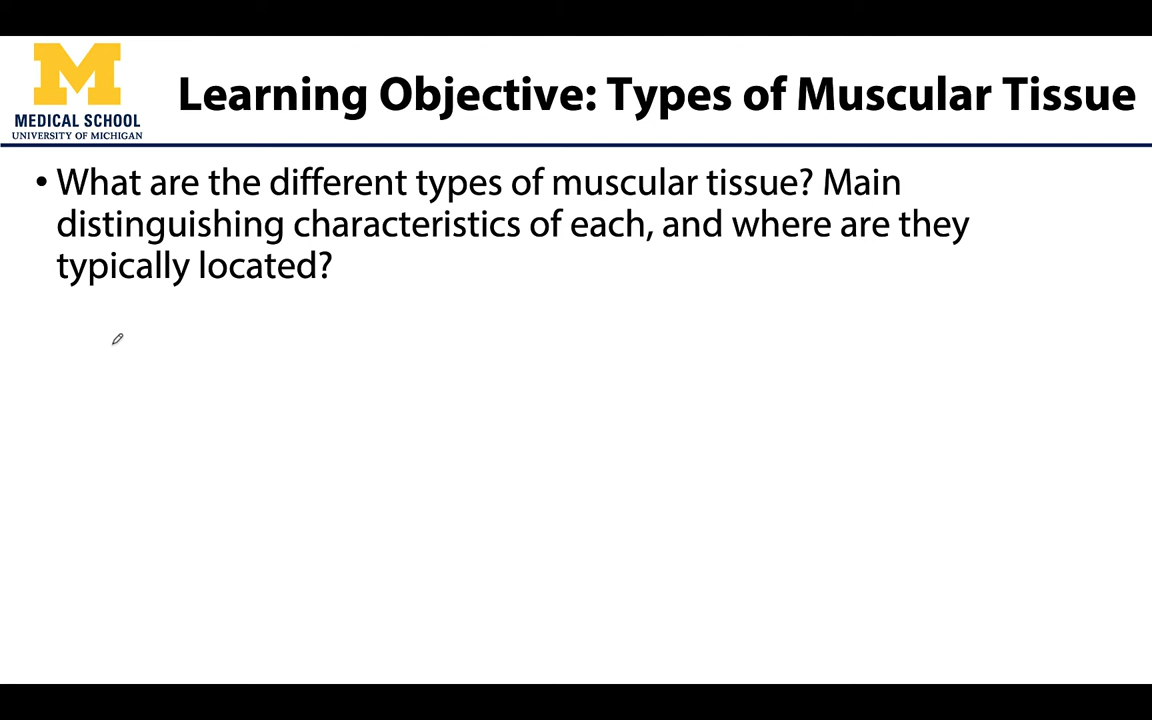 M
MEDICAL SCHOOL
UNIVERSITY OF MICHIGAN
Learning Objective: Types of Muscular Tissue
• What are the different types of muscular tissue? Main
distinguishing characteristics of each, and where are they
typically located?